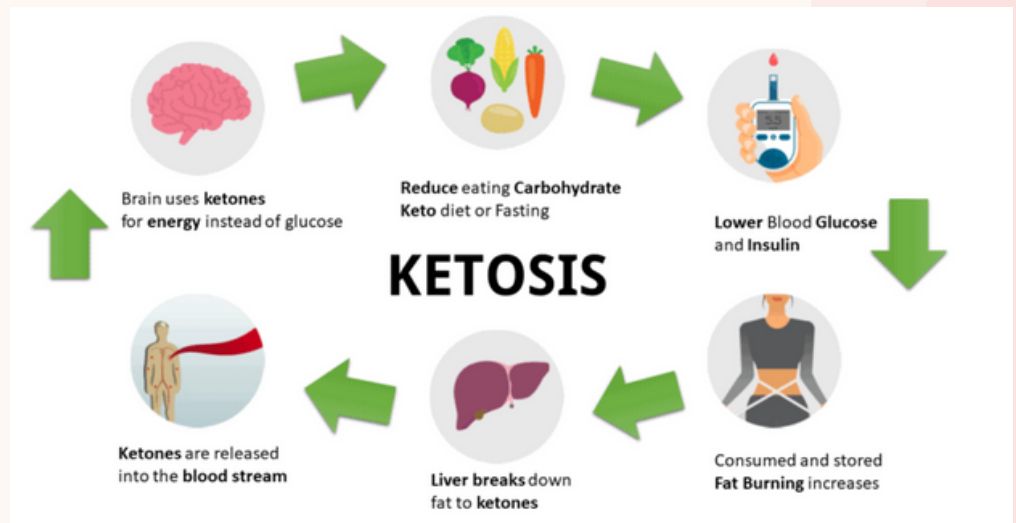 Brain uses ketones
for energy instead of glucose
Reduce eating Carbohydrate
Keto diet or Fasting
5.5
Lower Blood Glucose
and Insulin
KETOSIS
Ketones are released
into the blood stream
Liver breaks down
fat to ketones
Consumed and stored
Fat Burning increases